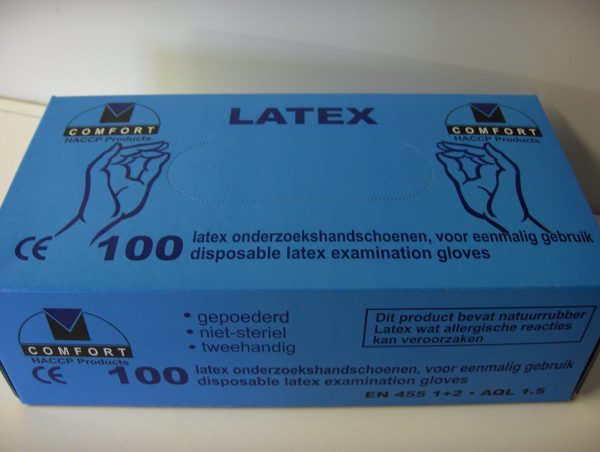 LATEX
COMFORT
HACCP Products
COMFORT
HACCP Products
CE 100 latex onderzoekshandschoenen, voor eenmalig gebruik
disposable latex examination gloves
COMFORT
HACCP Products
• gepoederd
• niet-steriel
• tweehandig
Dit product bevat natuurrubber
Latex wat allergische reacties
kan veroorzaken
CE 100 latex onderzoekshandschoenen, voor eenmalig gebruik
disposable latex examination gloves
EN 455 1+2 • AQL 1.5